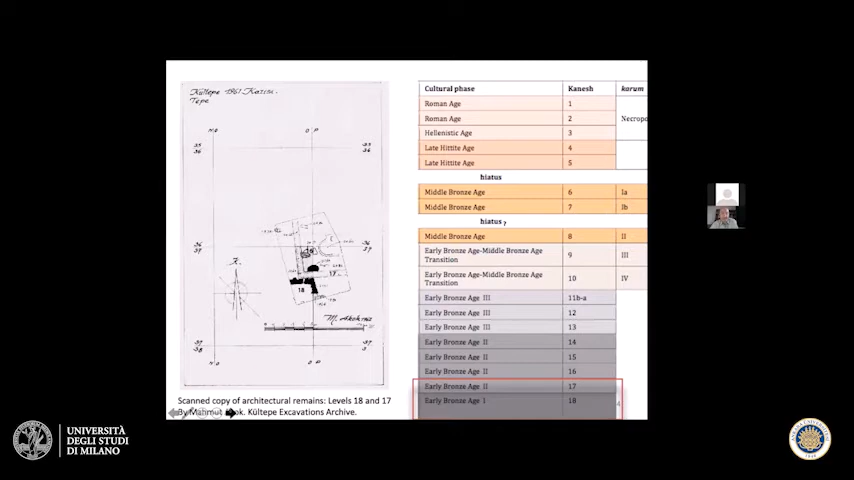 Kültepe 1961 Kazısı.
Tepe
Scanned copy of architectural remains: Levels 18 and 17
By Mahmut Akok. Kültepe Excavations Archive.
Cultural phase Kanesh karum
Roman Age 1
Roman Age 2 Necropo
Hellenistic Age 3
Late Hittite Age 4
Late Hittite Age 5
hiatus
Middle Bronze Age 6 Ia
Middle Bronze Age 7 Ib
hiatus ?
Middle Bronze Age 8 II
Early Bronze Age-Middle Bronze Age
Transition 9 III
Early Bronze Age-Middle Bronze Age
Transition 10 IV
Early Bronze Age III 11b-a
Early Bronze Age III 12
Early Bronze Age III 13
Early Bronze Age II 14
Early Bronze Age II 15
Early Bronze Age II 16
Early Bronze Age II 17
Early Bronze Age I 18
UNIVERSITÀ
DEGLI STUDI
DI MILANO